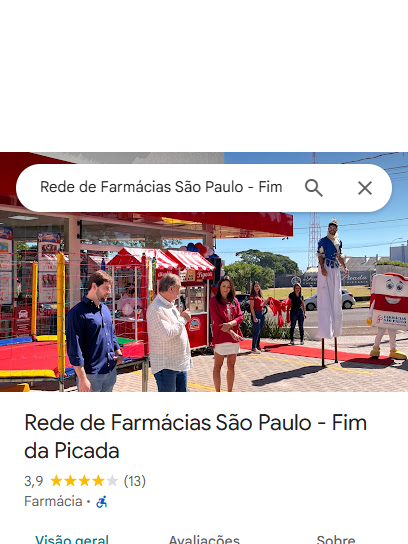 Rede de Farmácias São Paulo - Fim
Rede de Farmácias São Paulo - Fim
da Picada
3,9 (13)
Farmácia ·
Visão geral Avaliações Sobre